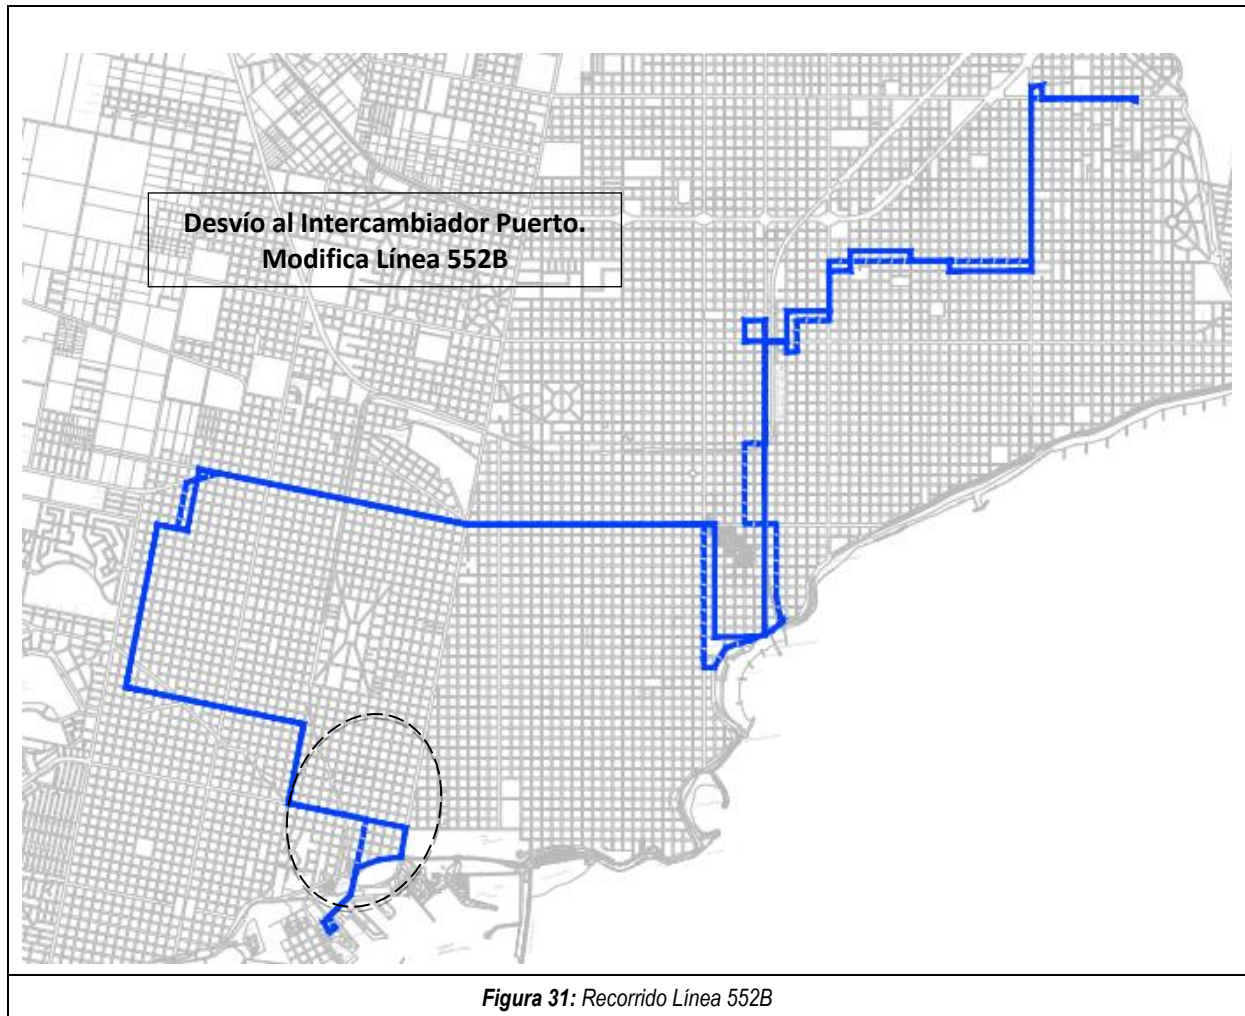 Desvío al Intercambiador Puerto.
Modifica Línea 552B
Figura 31: Recorrido Línea 552B